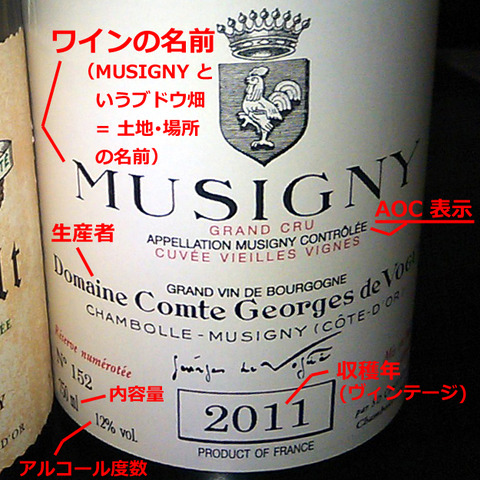 ワインの名前
（MUSIGNY と
いうブドウ畑
= 土地・場所
の名前）
MUSIGNY
GRAND CRU
AOC 表示
APPELLATION MUSIGNY CONTRÔLÉE
CUVÉE VIEILLES VIGNES
生産者
GRAND VIN DE BOURGOGNE
Domaine Comte Georges de
CHAMBOLLE-MUSIGNY (CÔTE-D'OR
Réserve numérotée
N° 152
Georges de Vogüé
収穫年
(ヴィンテージ)
内容量
750 ml
2011
12% vol.
PRODUCT OF FRANCE
アルコール度数